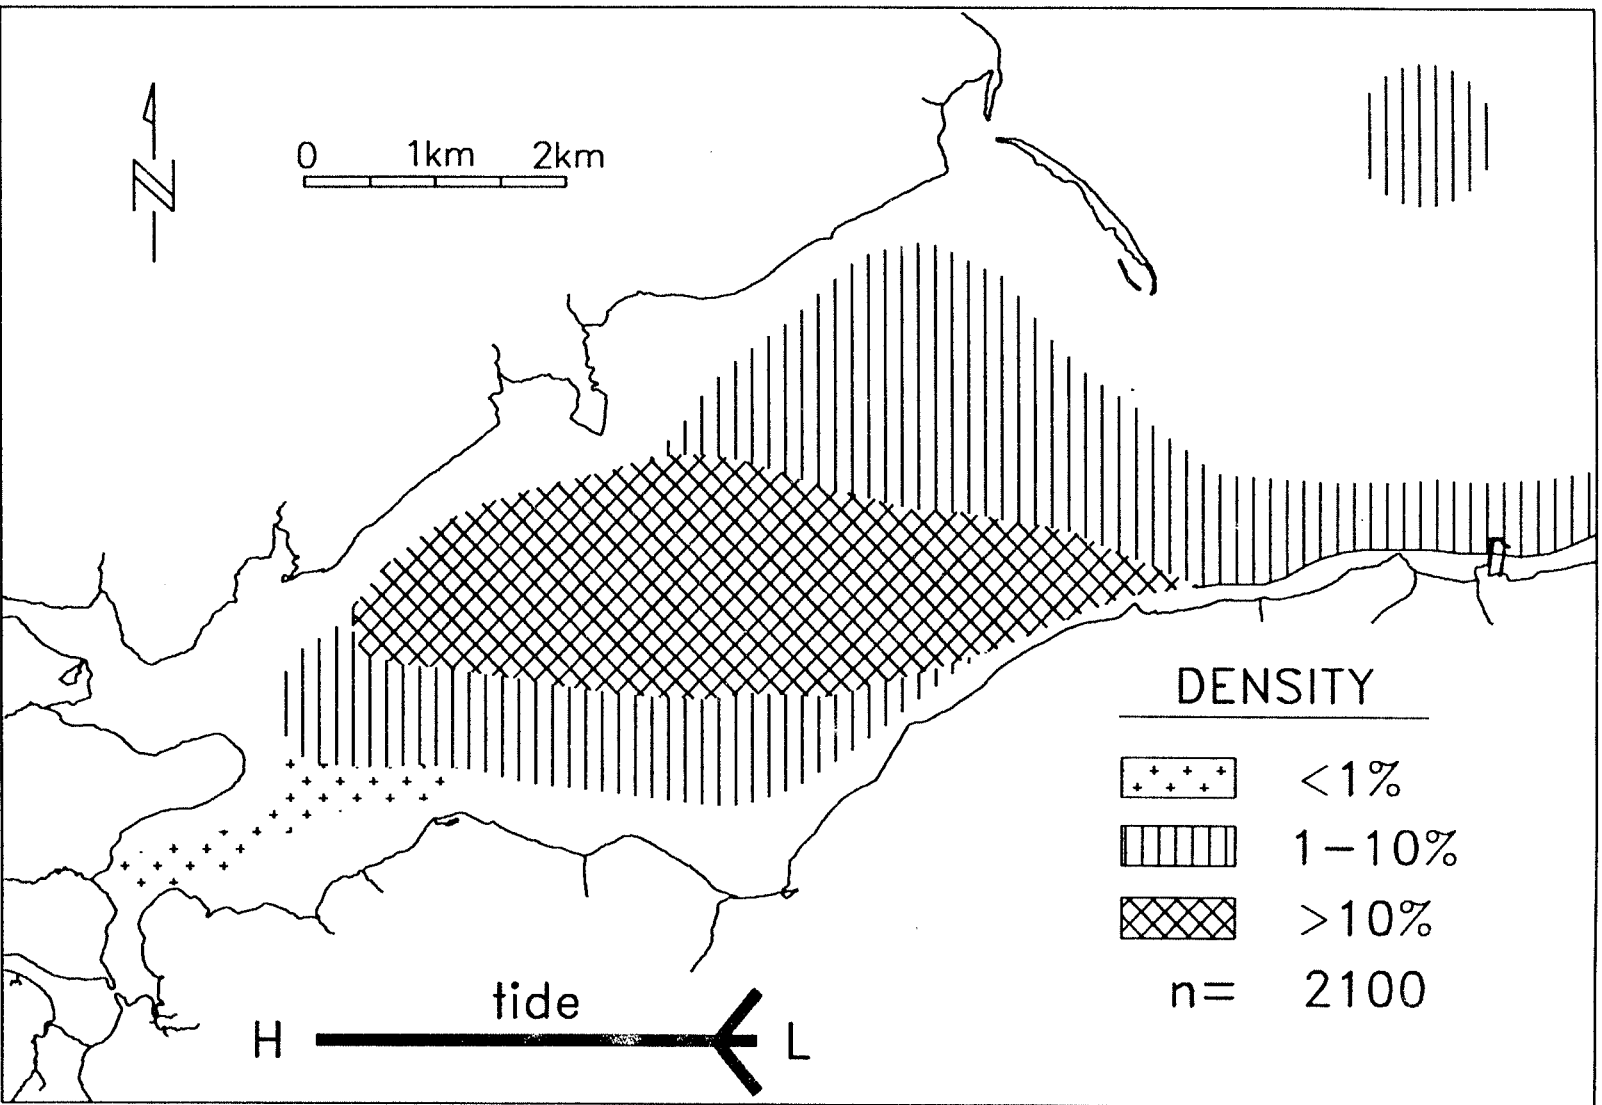 N
0 1km 2km
DENSITY
<1%
1-10%
>10%
n= 2100
tide
H L